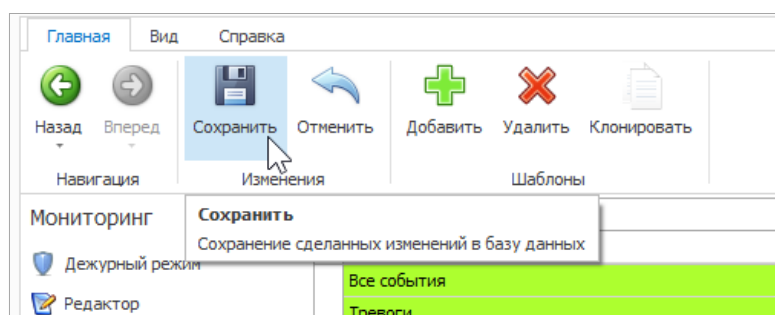 Главная Вид Справка
Назад Вперед Сохранить Отменить Добавить Удалить Клонировать
Навигация Изменения Шаблоны
Мониторинг
Сохранить
Сохранение сделанных изменений в базу данных
Дежурный режим
Все события
Редактор
Тревоги